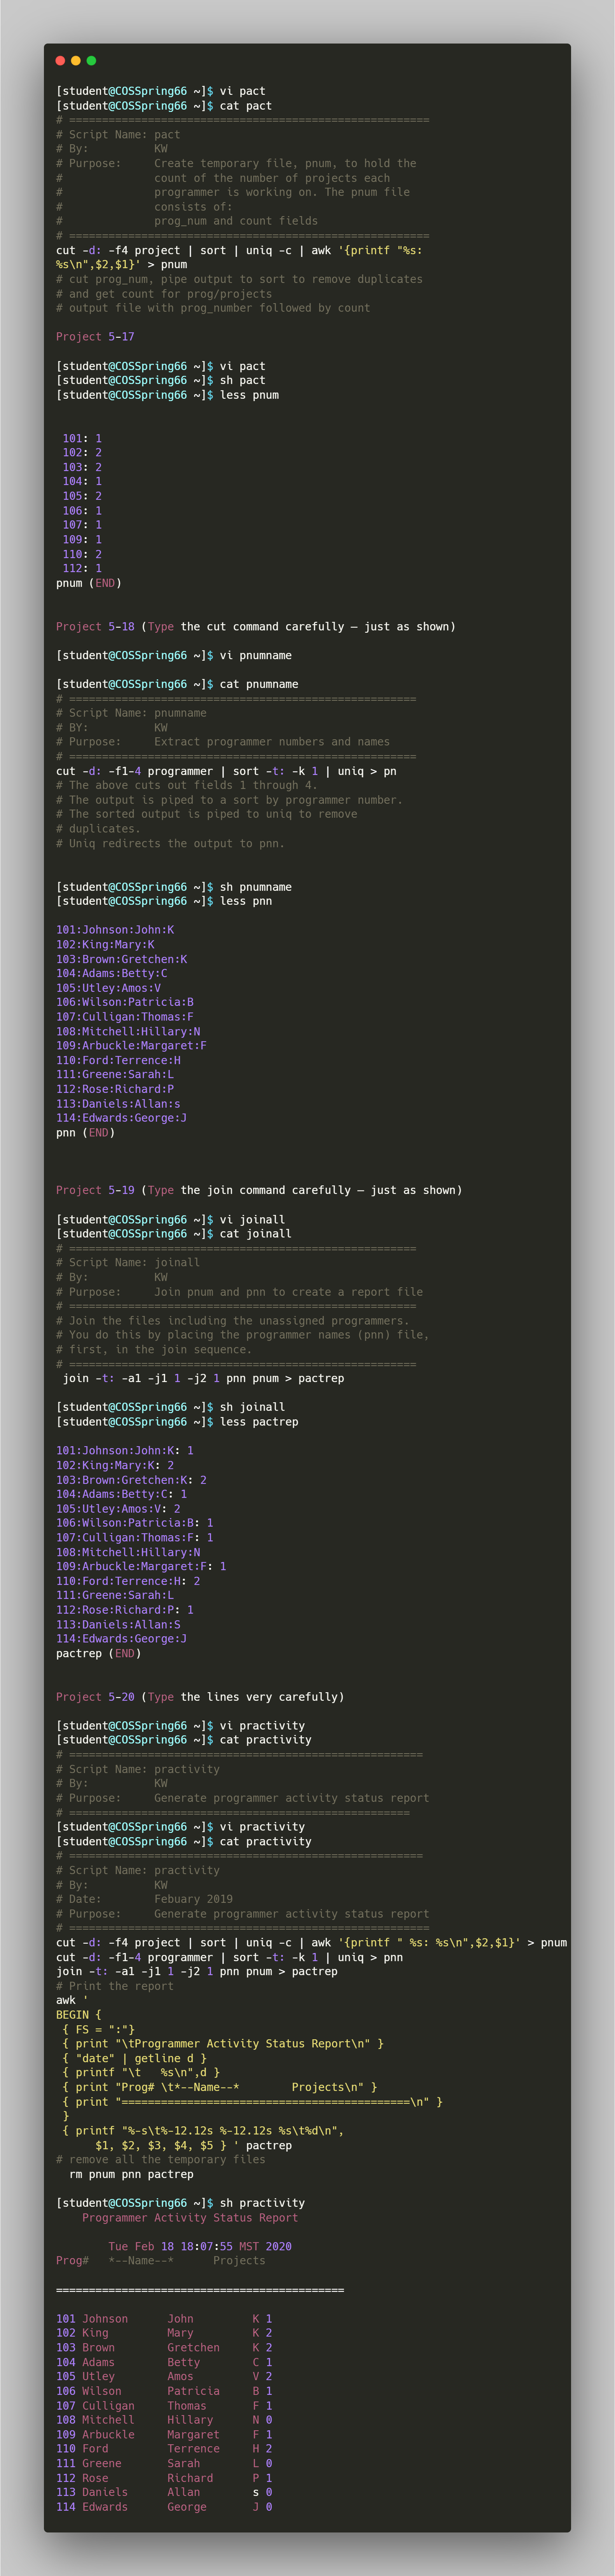 [student@COSSpring66 ~]$ vi pact
[student@COSSpring66 ~]$ cat pact
# =======================================================
# Script Name: pact
# By:          KW
# Purpose:     Create temporary file, pnum, to hold the
#              count of the number of projects each
#              programmer is working on. The pnum file
#              consists of:
#              prog_num and count fields
# =======================================================
cut -d: -f4 project | sort | uniq -c | awk '{printf "%s:
%s\n",$2,$1}' > pnum
# cut prog_num, pipe output to sort to remove duplicates
# and get count for prog/projects
# output file with prog_number followed by count
Project 5-17
[student@COSSpring66 ~]$ vi pact
[student@COSSpring66 ~]$ sh pact
[student@COSSpring66 ~]$ less pnum
101: 1
102: 2
103: 2
104: 1
105: 2
106: 1
107: 1
109: 1
110: 2
112: 1
pnum (END)
Project 5-18 (Type the cut command carefully – just as shown)
[student@COSSpring66 ~]$ vi pnumname
[student@COSSpring66 ~]$ cat pnumname
# =====================================================
# Script Name: pnumname
# BY:          KW
# Purpose:     Extract programmer numbers and names
# =====================================================
cut -d: -f1-4 programmer | sort -t: -k 1 | uniq > pn
# The above cuts out fields 1 through 4.
# The output is piped to a sort by programmer number.
# The sorted output is piped to uniq to remove
# duplicates.
# Uniq redirects the output to pnn.
[student@COSSpring66 ~]$ sh pnumname
[student@COSSpring66 ~]$ less pnn
101:Johnson:John:K
102:King:Mary:K
103:Brown:Gretchen:K
104:Adams:Betty:C
105:Utley:Amos:V
106:Wilson:Patricia:B
107:Culligan:Thomas:F
108:Mitchell:Hillary:N
109:Arbuckle:Margaret:F
110:Ford:Terrence:H
111:Greene:Sarah:L
112:Rose:Richard:P
113:Daniels:Allan:s
114:Edwards:George:J
pnn (END)
Project 5-19 (Type the join command carefully – just as shown)
[student@COSSpring66 ~]$ vi joinall
[student@COSSpring66 ~]$ cat joinall
# =====================================================
# Script Name: joinall
# By:          KW
# Purpose:     Join pnum and pnn to create a report file
# =====================================================
# Join the files including the unassigned programmers.
# You do this by placing the programmer names (pnn) file,
# first, in the join sequence.
# =====================================================
 join -t: -a1 -j1 1 -j2 1 pnn pnum > pactrep
[student@COSSpring66 ~]$ sh joinall
[student@COSSpring66 ~]$ less pactrep
101:Johnson:John:K: 1
102:King:Mary:K: 2
103:Brown:Gretchen:K: 2
104:Adams:Betty:C: 1
105:Utley:Amos:V: 2
106:Wilson:Patricia:B: 1
107:Culligan:Thomas:F: 1
108:Mitchell:Hillary:N
109:Arbuckle:Margaret:F: 1
110:Ford:Terrence:H: 2
111:Greene:Sarah:L
112:Rose:Richard:P: 1
113:Daniels:Allan:S
114:Edwards:George:J
pactrep (END)
Project 5-20 (Type the lines very carefully)
[student@COSSpring66 ~]$ vi practivity
[student@COSSpring66 ~]$ cat practivity
# ======================================================
# Script Name: practivity
# By:          KW
# Purpose:     Generate programmer activity status report
# ====================================================
[student@COSSpring66 ~]$ vi practivity
[student@COSSpring66 ~]$ cat practivity
# ======================================================
# Script Name: practivity
# By:          KW
# Date:        Febuary 2019
# Purpose:     Generate programmer activity status report
# =======================================================
cut -d: -f4 project | sort | uniq -c | awk '{printf " %s: %s\n",$2,$1}' > pnum
cut -d: -f1-4 programmer | sort -t: -k 1 | uniq > pnn
join -t: -a1 -j1 1 -j2 1 pnn pnum > pactrep
# Print the report
awk '
BEGIN {
 { FS = ":"}
 { print "\tProgrammer Activity Status Report\n" }
 { "date" | getline d }
 { printf "\t   %s\n",d }
 { print "Prog# \t*--Name--*        Projects\n" }
 { print "============================================\n" }
 }
 { printf "%-s\t%-12.12s %-12.12s %s\t%d\n",
      $1, $2, $3, $4, $5 } ' pactrep
# remove all the temporary files
  rm pnum pnn pactrep
[student@COSSpring66 ~]$ sh practivity
    Programmer Activity Status Report
        Tue Feb 18 18:07:55 MST 2020
Prog#   *--Name--*      Projects
============================================
101 Johnson      John         K 1
102 King         Mary         K 2
103 Brown        Gretchen     K 2
104 Adams        Betty        C 1
105 Utley        Amos         V 2
106 Wilson       Patricia     B 1
107 Culligan     Thomas       F 1
108 Mitchell     Hillary      N 0
109 Arbuckle     Margaret     F 1
110 Ford         Terrence     H 2
111 Greene       Sarah        L 0
112 Rose         Richard      P 1
113 Daniels      Allan        s 0
114 Edwards      George       J 0